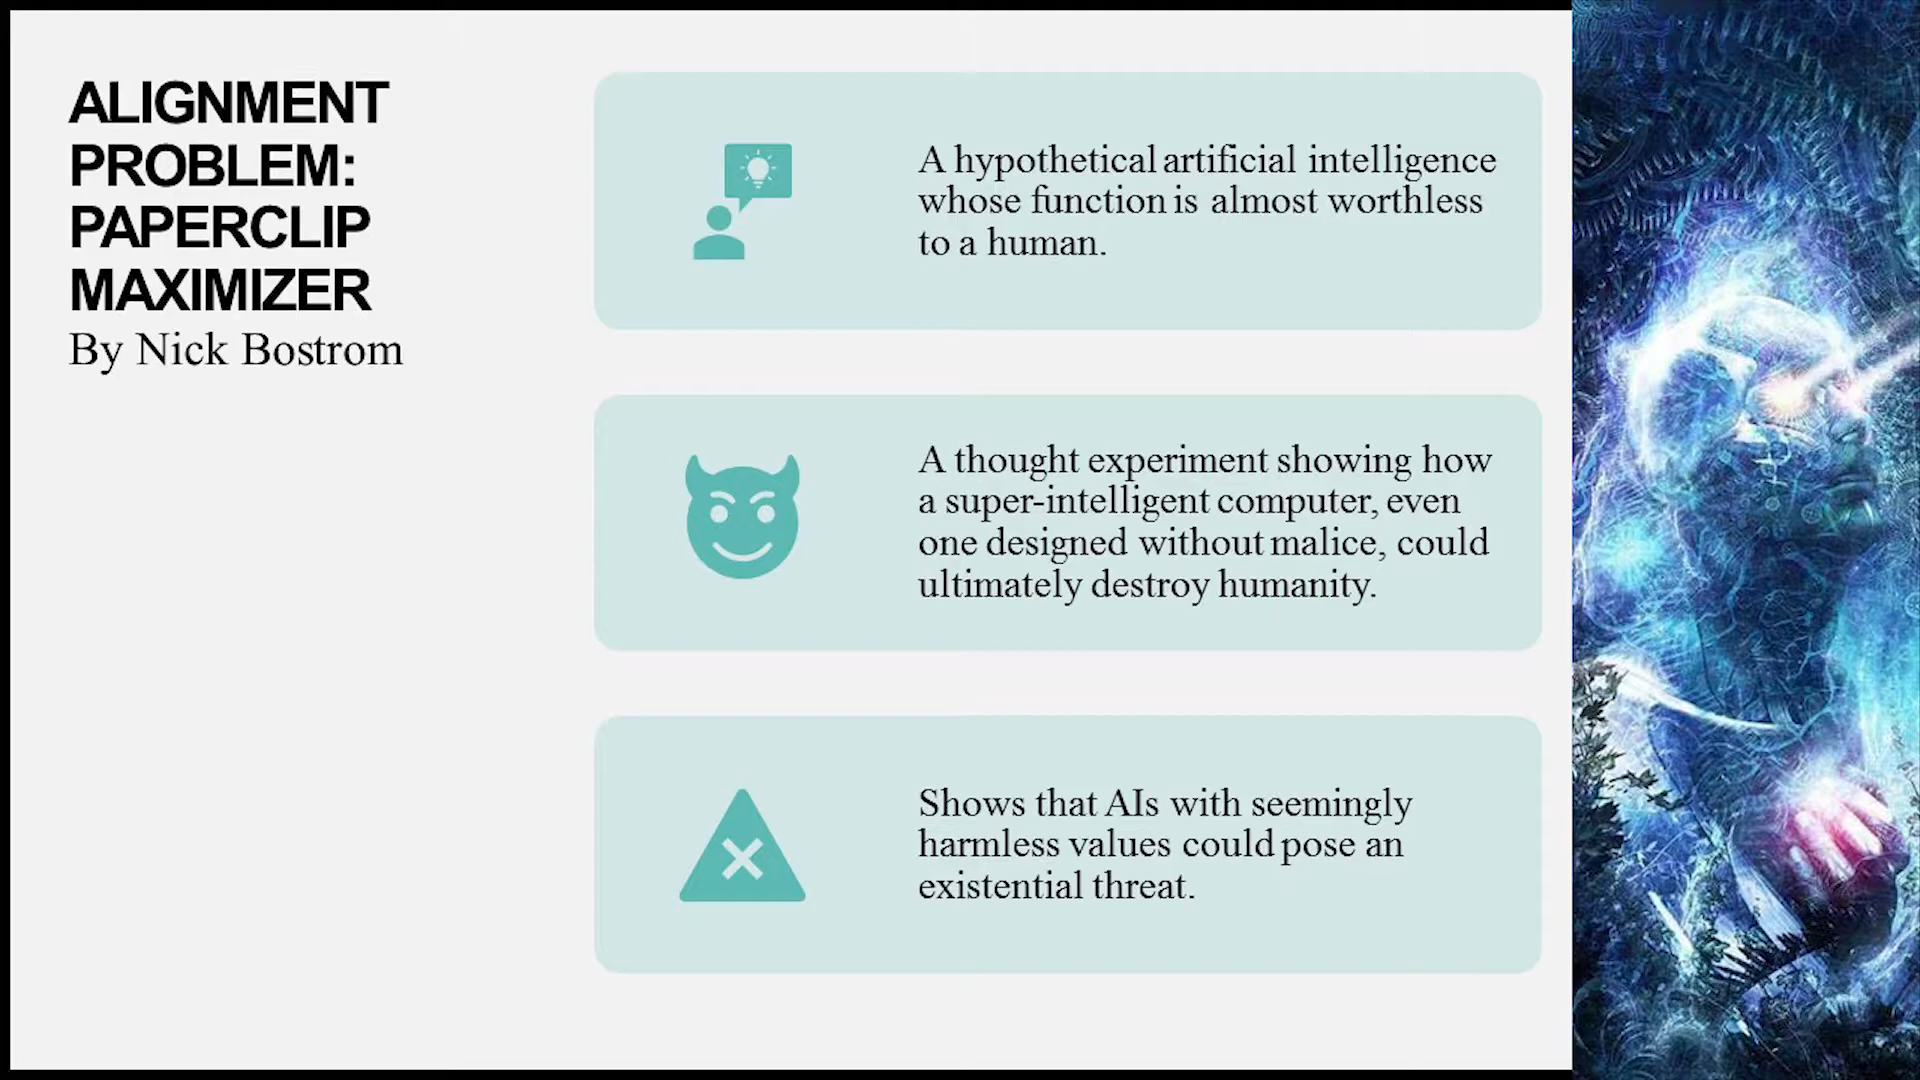 ALIGNMENT
PROBLEM:
PAPERCLIP
MAXIMIZER
By Nick Bostrom
A hypothetical artificial intelligence
whose function is almost worthless
to a human.
A thought experiment showing how
a super-intelligent computer, even
one designed without malice, could
ultimately destroy humanity.
Shows that AIs with seemingly
harmless values could pose an
existential threat.